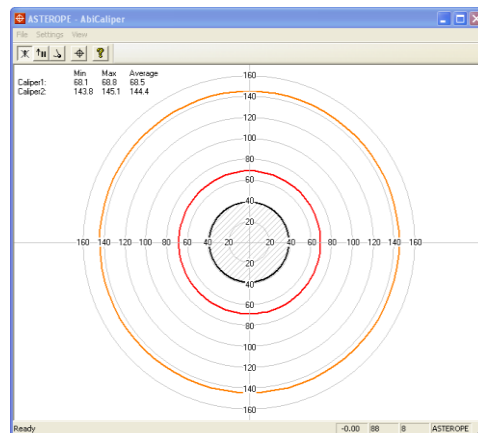 ASTEROPE - AbiCaliper
File Settings View
Min Max Average
Caliper1: 68.1 68.8 68.5
Caliper2: 143.8 145.1 144.4
160
140
120
100
80
60
40
20
160 140 120 100 80 60 40 20 20 40 60 80 100 120 140 160
20
40
60
80
100
120
140
160
Ready -0.00 88 8 ASTEROPE